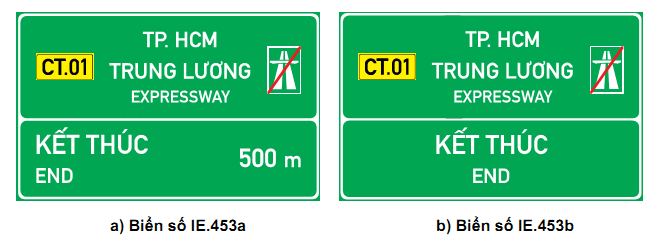 TP. HCM
CT.01
TRUNG LƯƠNG
EXPRESSWAY
KẾT THÚC
500 m
END
a) Biển số IE.453a
TP. HCM
CT.01
TRUNG LƯƠNG
EXPRESSWAY
KẾT THÚC
END
b) Biển số IE.453b